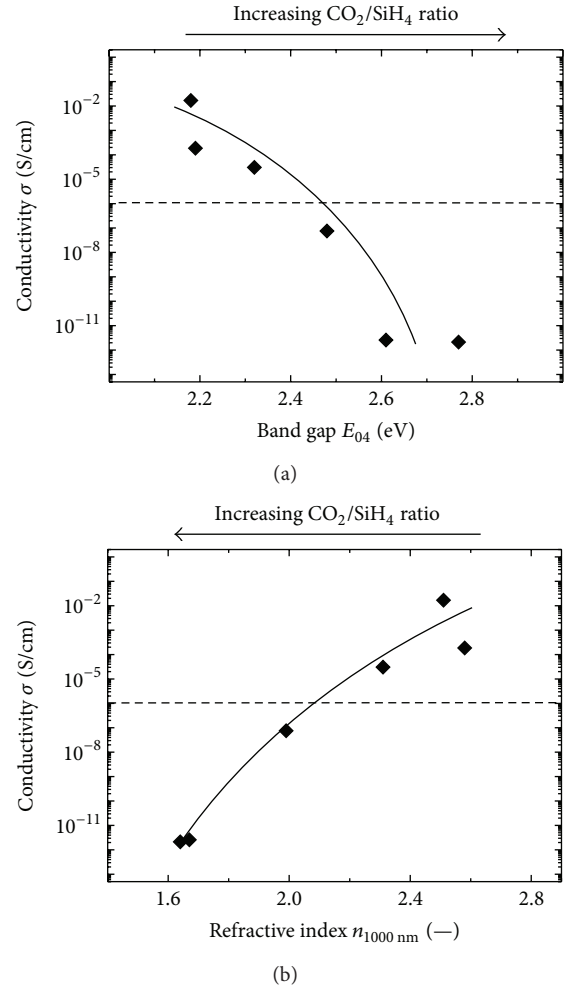 Increasing CO₂/SiH₄ ratio
10⁻²
10⁻⁵
10⁻⁸
10⁻¹¹
Conductivity σ (S/cm)
2.2 2.4 2.6 2.8
Band gap E₀₄ (eV)
(a)
Increasing CO₂/SiH₄ ratio
10⁻²
10⁻⁵
10⁻⁸
10⁻¹¹
Conductivity σ (S/cm)
1.6 2.0 2.4 2.8
Refractive index n₁₀₀₀ ₙₘ (—)
(b)